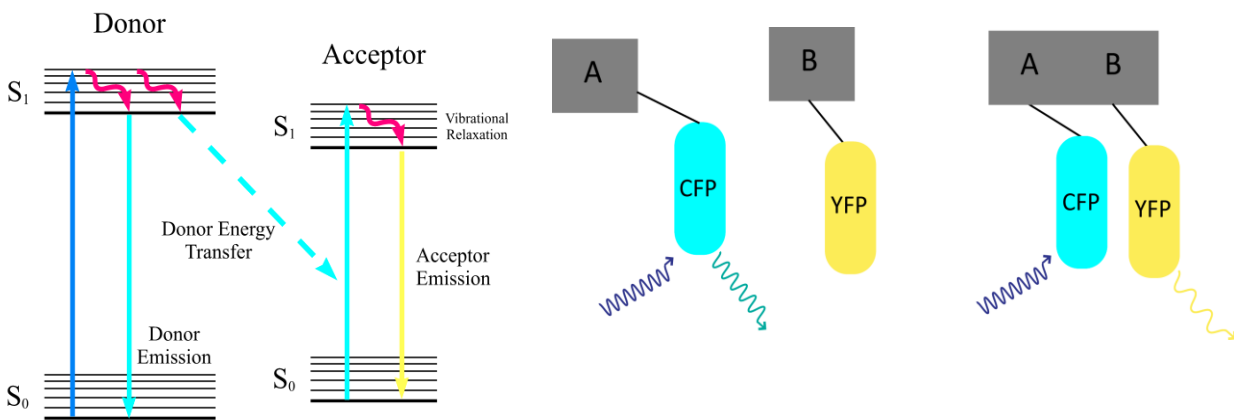 Donor
S1
Donor Energy
Transfer
Donor
Emission
S0
Acceptor
S1
Vibrational
Relaxation
Acceptor
Emission
S0
A
CFP
B
YFP
A B
CFP
YFP